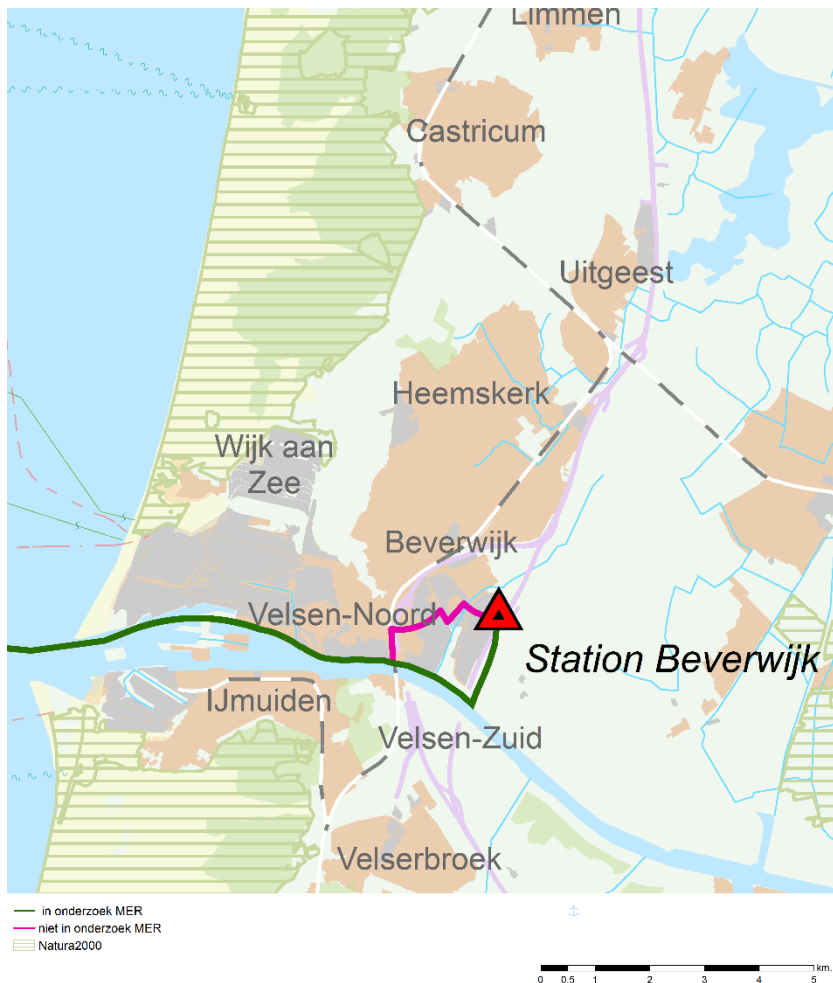 Limmen
Castricum
Uitgeest
Heemskerk
Wijk aan
Zee
Beverwijk
Velsen-Noord
Station Beverwijk
IJmuiden
Velsen-Zuid
Velserbroek
in onderzoek MER
niet in onderzoek MER
Natura2000
km.
0 0.5 1 2 3 4 5